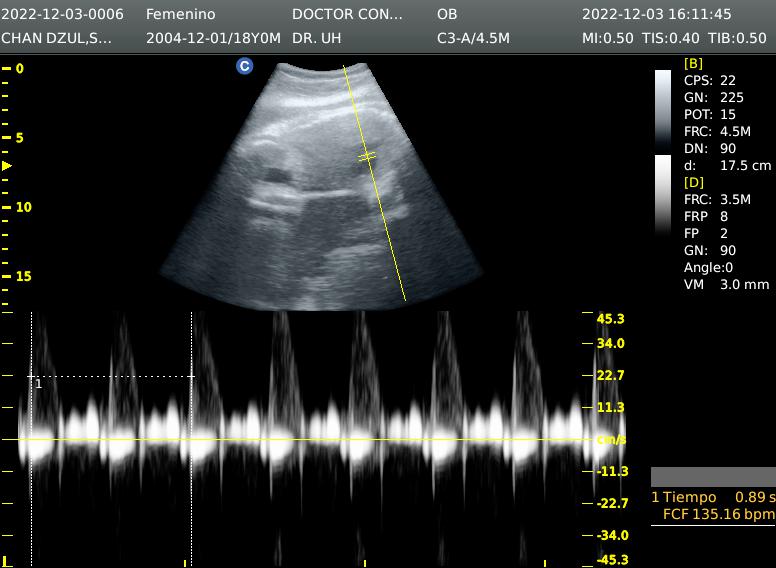 2022-12-03-0006 Femenino DOCTOR CON... OB 2022-12-03 16:11:45
CHAN DZUL,S... 2004-12-01/18Y0M DR. UH C3-A/4.5M MI:0.50 TIS:0.40 TIB:0.50
C
0
5
10
15
[B]
CPS: 22
GN: 225
POT: 15
FRC: 4.5M
DN: 90
d: 17.5 cm
[D]
FRC: 3.5M
FRP 8
FP 2
GN: 90
Angle:0
VM 3.0 mm
1
45.3
34.0
22.7
11.3
cm/s
-11.3
-22.7
-34.0
-45.3
1 Tiempo 0.89 s
FCF 135.16 bpm